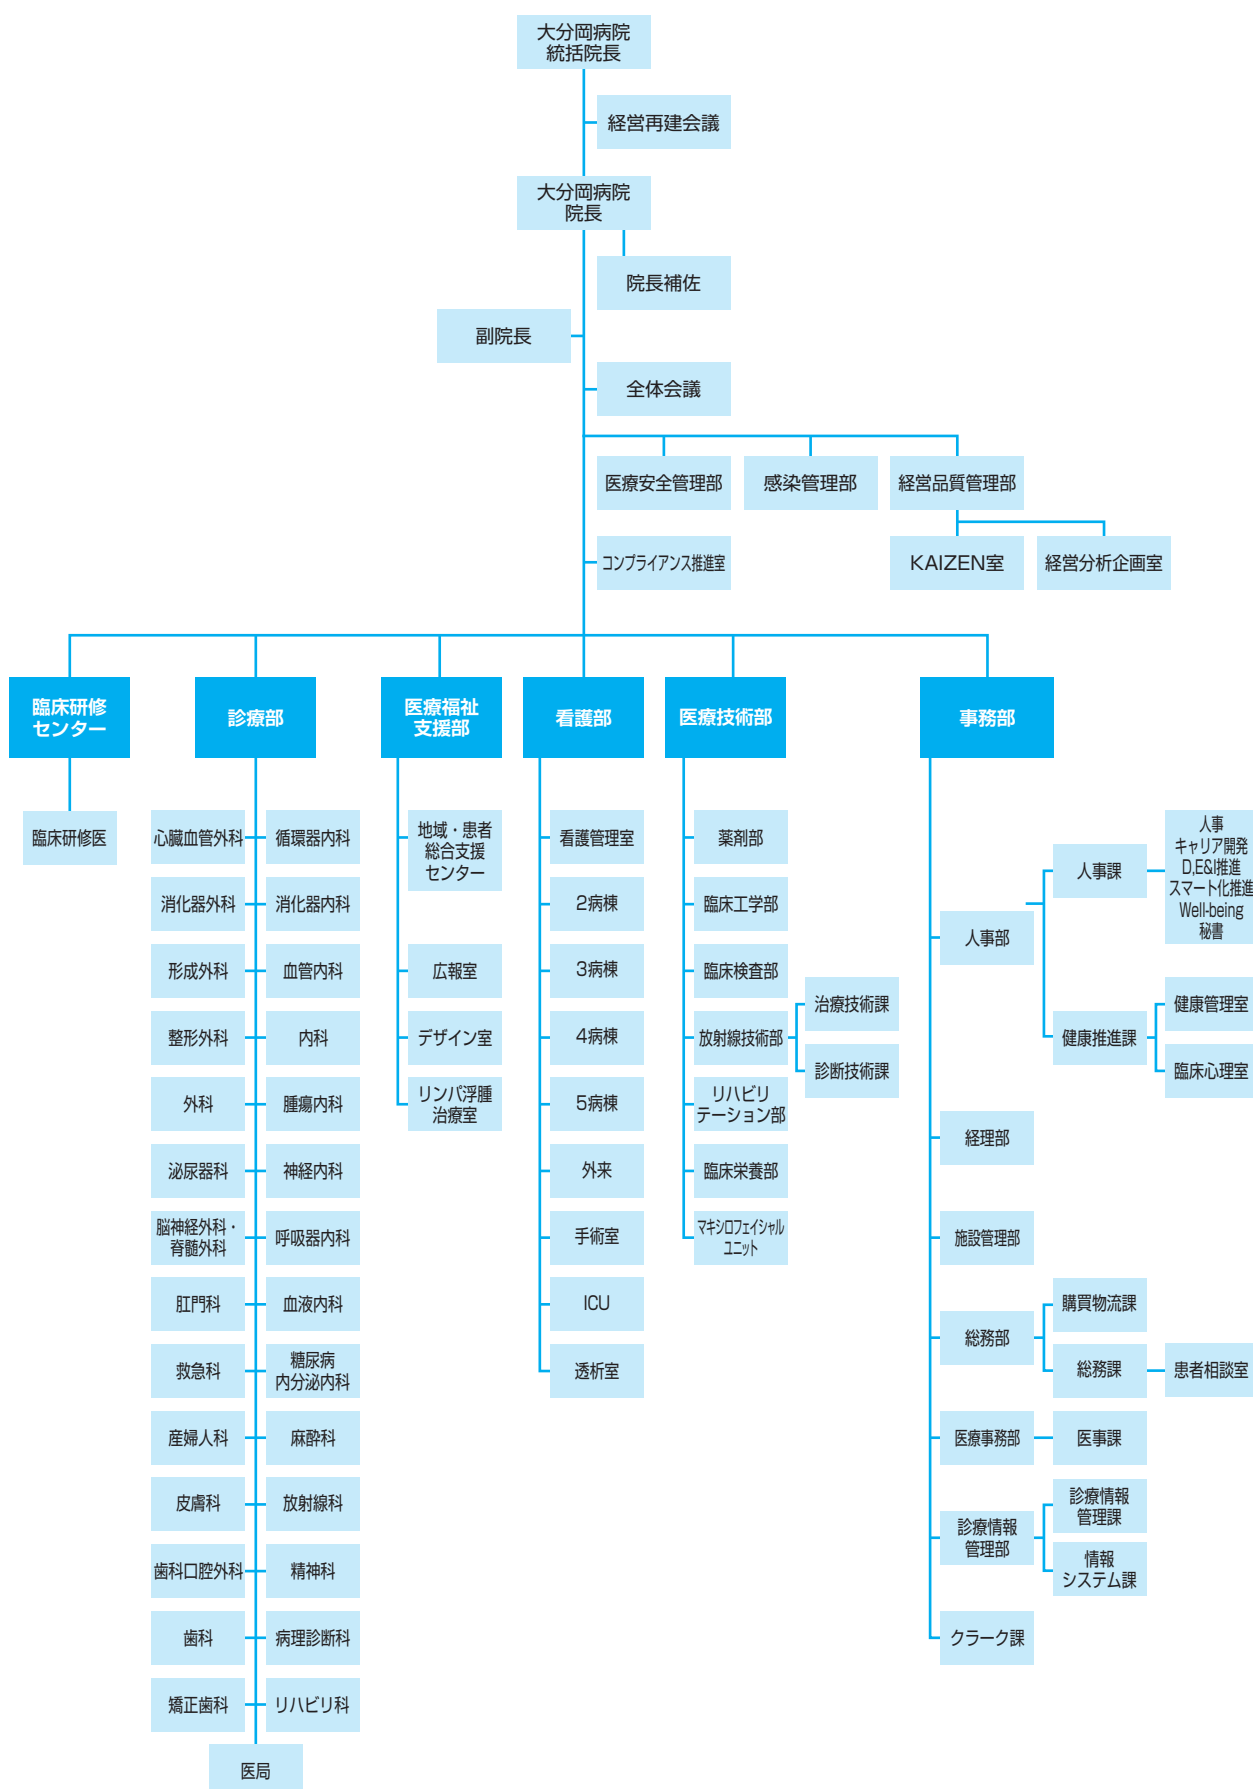 大分岡病院
統括院長
経営再建会議
大分岡病院
院長
院長補佐
副院長
全体会議
医療安全管理部
感染管理部
経営品質管理部
コンプライアンス推進室
KAIZEN室
経営分析企画室
臨床研修
センター
診療部
医療福祉
支援部
看護部
医療技術部
事務部
臨床研修医
心臓血管外科
循環器内科
消化器外科
消化器内科
形成外科
血管内科
整形外科
内科
外科
腫瘍内科
泌尿器科
神経内科
脳神経外科・
脊髄外科
呼吸器内科
肛門科
血液内科
救急科
糖尿病
内分泌内科
産婦人科
麻酔科
皮膚科
放射線科
歯科口腔外科
精神科
歯科
病理診断科
矯正歯科
リハビリ科
医局
地域・患者
総合支援
センター
広報室
デザイン室
リンパ浮腫
治療室
看護管理室
2病棟
3病棟
4病棟
5病棟
外来
手術室
ICU
透析室
薬剤部
臨床工学部
臨床検査部
放射線技術部
治療技術課
診断技術課
リハビリ
テーション部
臨床栄養部
マキシロフェイシャル
ユニット
人事部
人事課
人事
キャリア開発
D,E&I推進
スマート化推進
Well-being
秘書
健康推進課
健康管理室
臨床心理室
経理部
施設管理部
総務部
購買物流課
総務課
患者相談室
医療事務部
医事課
診療情報
管理部
診療情報
管理課
情報
システム課
クラーク課